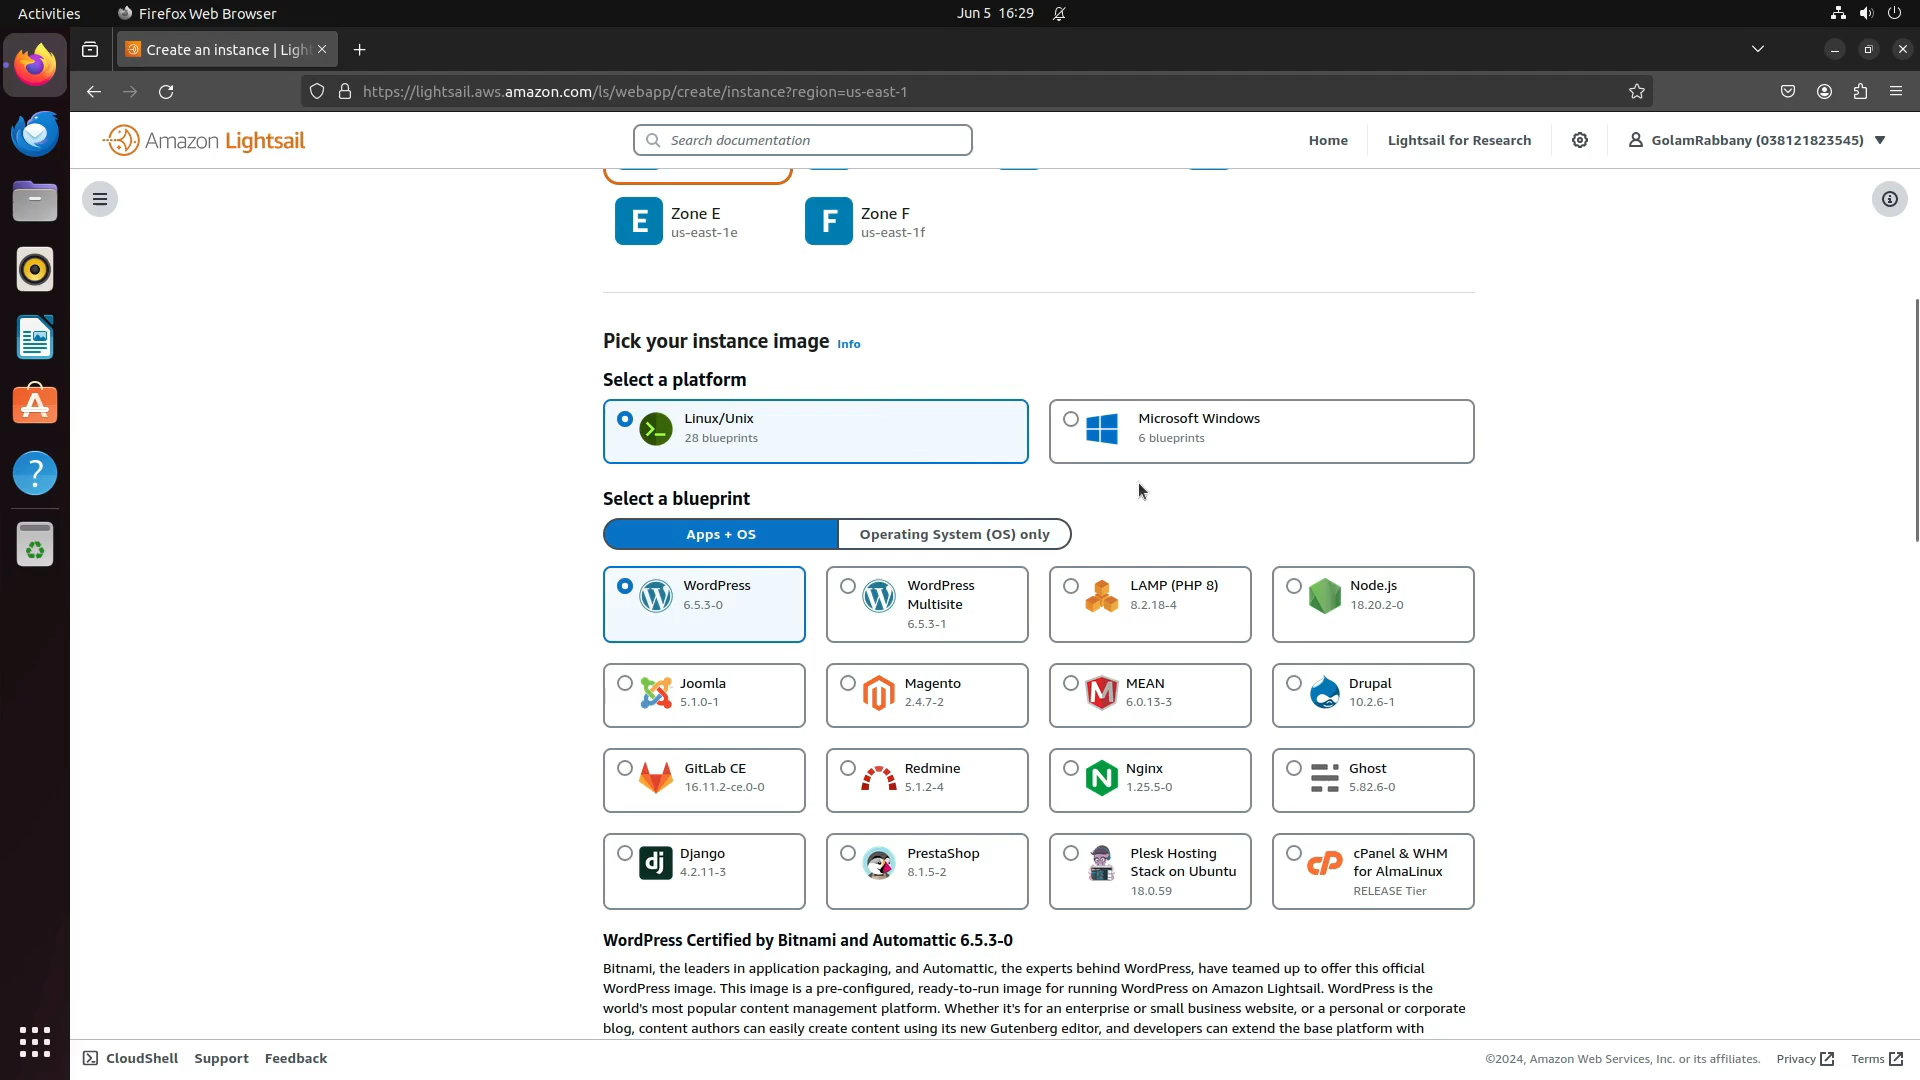 Activities
Firefox Web Browser
Jun 5 16:29
Create an instance | Ligh
https://lightsail.aws.amazon.com/ls/webapp/create/instance?region=us-east-1
Amazon Lightsail
Search documentation
Home
Lightsail for Research
GolamRabbany (038121823545)
E
Zone E
us-east-1e
F
Zone F
us-east-1f
Pick your instance image Info
Select a platform
Linux/Unix
28 blueprints
Microsoft Windows
6 blueprints
Select a blueprint
Apps + OS
Operating System (OS) only
WordPress
6.5.3-0
WordPress
Multisite
6.5.3-1
LAMP (PHP 8)
8.2.18-4
Node.js
18.20.2-0
Joomla
5.1.0-1
Magento
2.4.7-2
MEAN
6.0.13-3
Drupal
10.2.6-1
GitLab CE
16.11.2-ce.0-0
Redmine
5.1.2-4
Nginx
1.25.5-0
Ghost
5.82.6-0
dj
Django
4.2.11-3
PrestaShop
8.1.5-2
Plesk Hosting
Stack on Ubuntu
18.0.59
cP
cPanel & WHM
for AlmaLinux
RELEASE Tier
WordPress Certified by Bitnami and Automattic 6.5.3-0
Bitnami, the leaders in application packaging, and Automattic, the experts behind WordPress, have teamed up to offer this official
WordPress image. This image is a pre-configured, ready-to-run image for running WordPress on Amazon Lightsail. WordPress is the
world's most popular content management platform. Whether it's for an enterprise or small business website, or a personal or corporate
blog, content authors can easily create content using its new Gutenberg editor, and developers can extend the base platform with
CloudShell
Support
Feedback
©2024, Amazon Web Services, Inc. or its affiliates.
Privacy
Terms